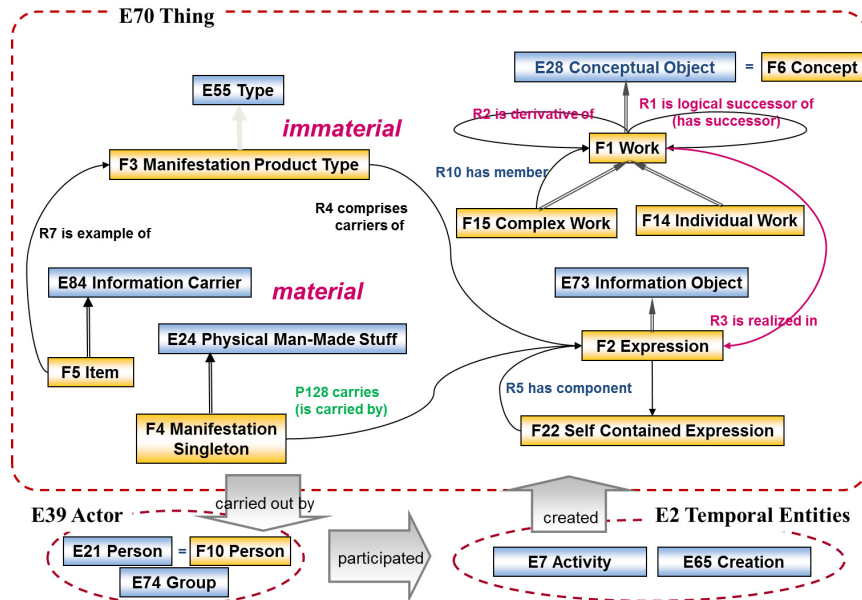 E70 Thing
E28 Conceptual Object
=
F6 Concept
E55 Type
immaterial
R2 is derivative of
R1 is logical successor of
(has successor)
F3 Manifestation Product Type
F1 Work
R10 has member
R4 comprises
carriers of
F15 Complex Work
F14 Individual Work
R7 is example of
E84 Information Carrier
material
E73 Information Object
E24 Physical Man-Made Stuff
R3 is realized in
F2 Expression
F5 Item
P128 carries
(is carried by)
R5 has component
F4 Manifestation
Singleton
F22 Self Contained Expression
carried out by
E39 Actor
created
E2 Temporal Entities
E21 Person
=
F10 Person
participated
E7 Activity
E65 Creation
E74 Group